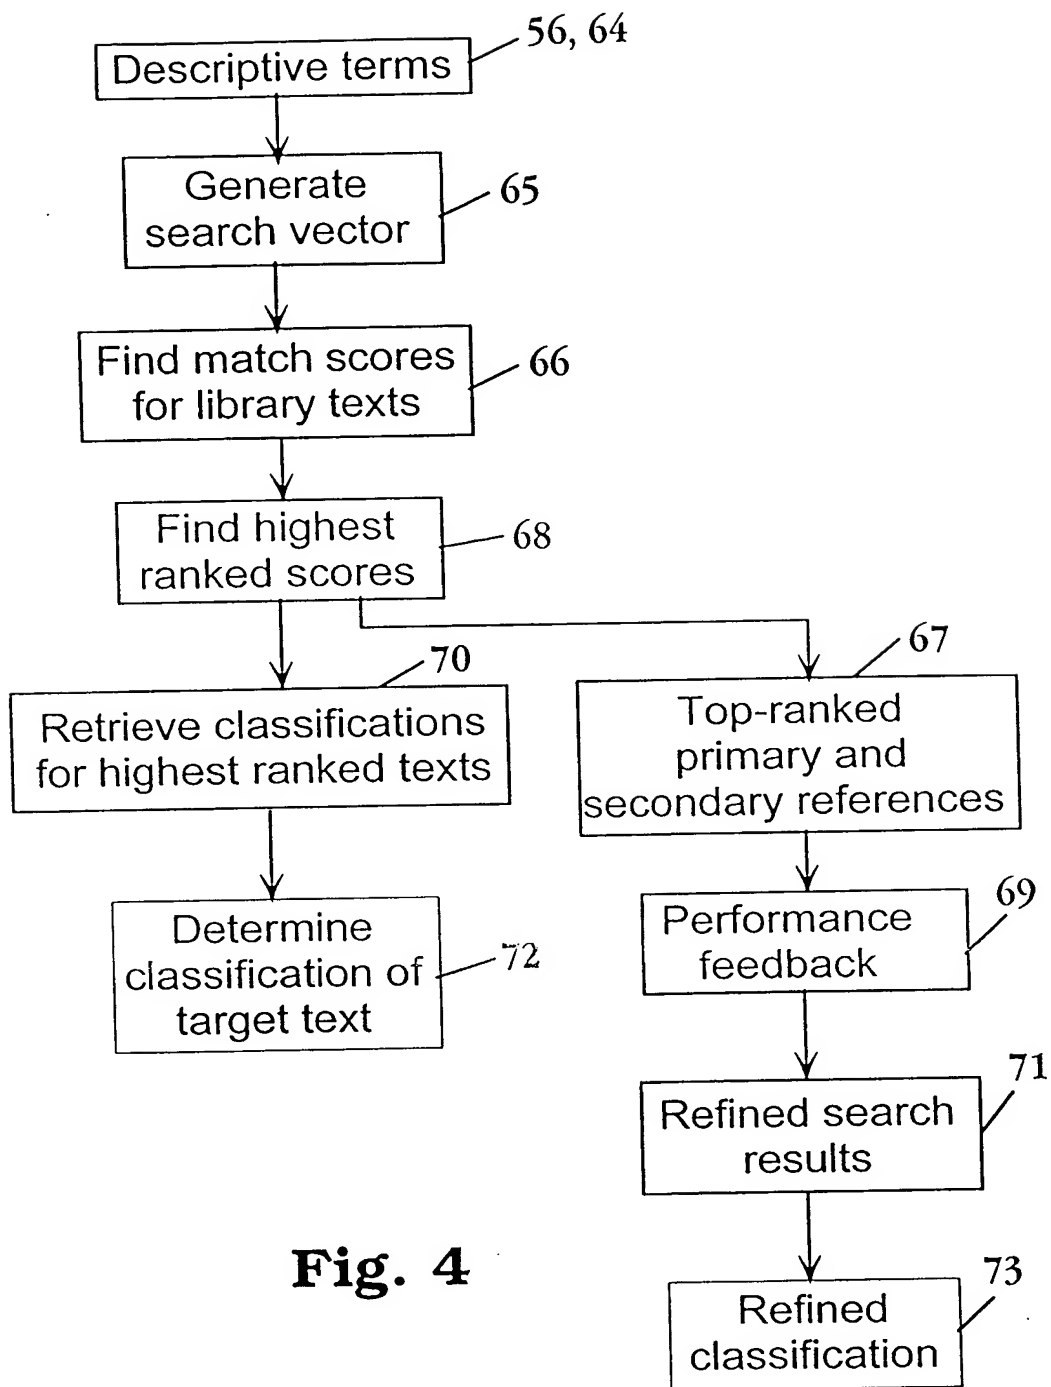 56, 64
Descriptive terms
Generate
search vector
65
Find match scores
for library texts
66
Find highest
ranked scores
68
70
Retrieve classifications
for highest ranked texts
Determine
classification of
target text
72
67
Top-ranked
primary and
secondary references
69
Performance
feedback
71
Refined search
results
73
Refined
classification
Fig. 4